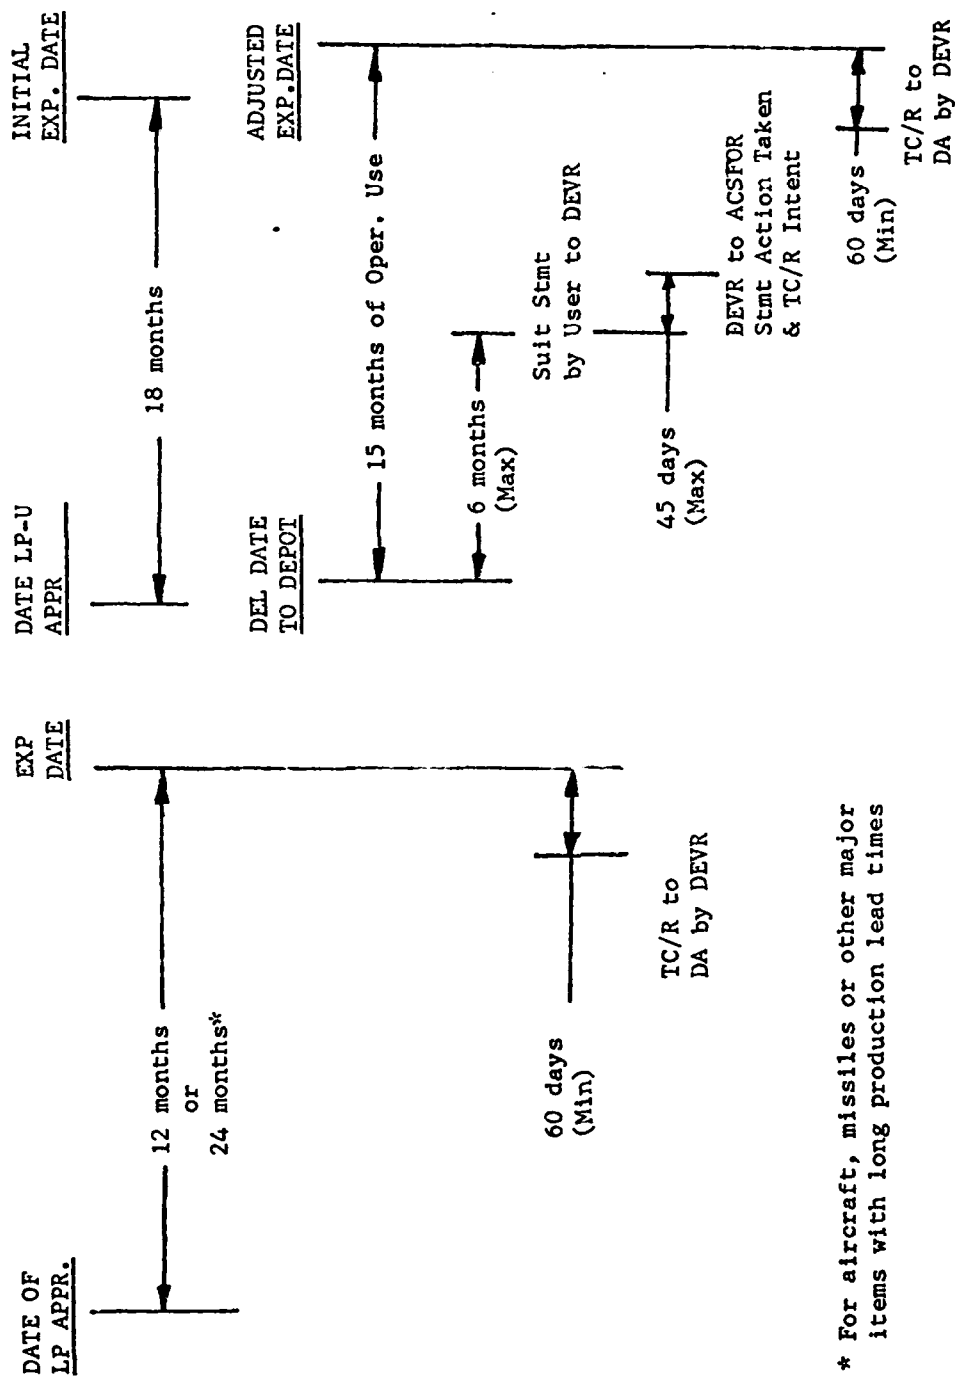 DATE OF
LP APPR.
12 months
or
24 months*
EXP
DATE
60 days
(Min)
TC/R to
DA by DEVR
* For aircraft, missiles or other major
items with long production lead times
DATE LP-U
APPR
18 months
INITIAL
EXP. DATE
DEL DATE
TO DEPOT
15 months of Oper. Use
ADJUSTED
EXP.DATE
6 months
(Max)
Suit Stmt
by User to DEVR
45 days
(Max)
DEVR to ACSFOR
Stmt Action Taken
& TC/R Intent
60 days
(Min)
TC/R to
DA by DEVR